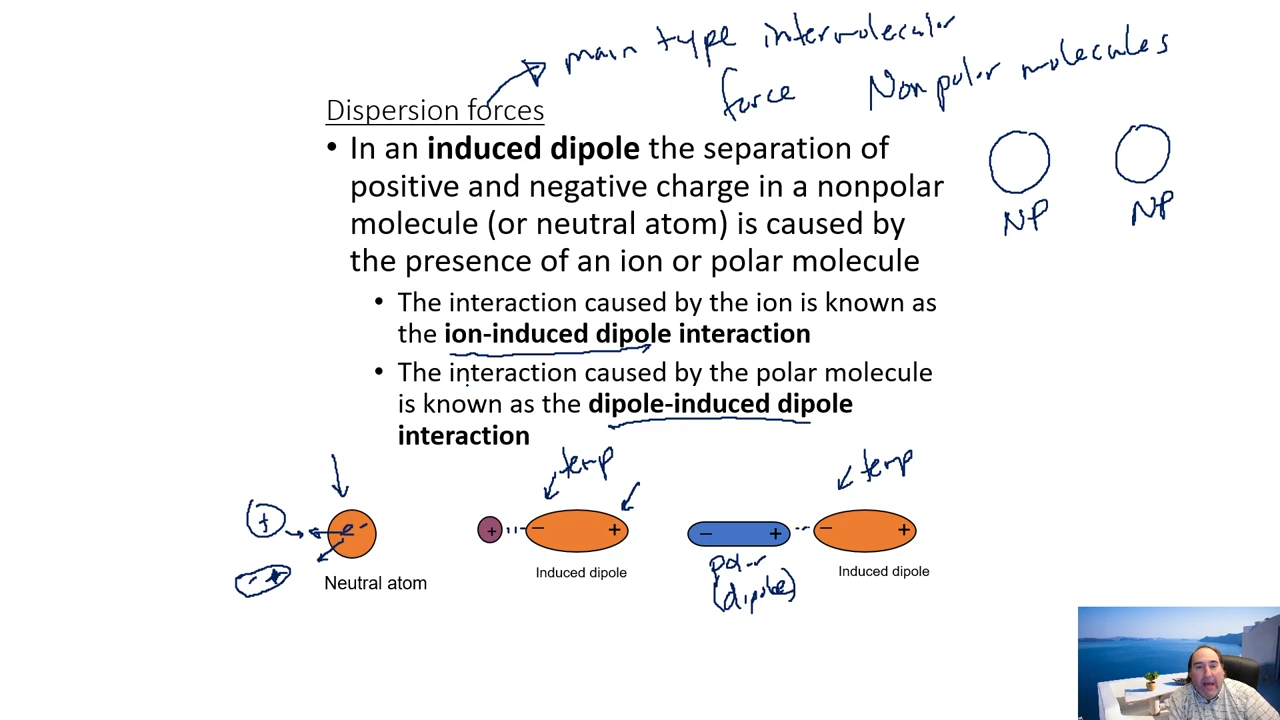 main type intermolecular
force Nonpolar molecules
Dispersion forces
• In an induced dipole the separation of
positive and negative charge in a nonpolar
molecule (or neutral atom) is caused by
the presence of an ion or polar molecule
NP NP
• The interaction caused by the ion is known as
the ion-induced dipole interaction
• The interaction caused by the polar molecule
is known as the dipole-induced dipole
interaction
temp temp
+ e- + − + − + − +
- +
Neutral atom
Induced dipole
polar
(dipole)
Induced dipole